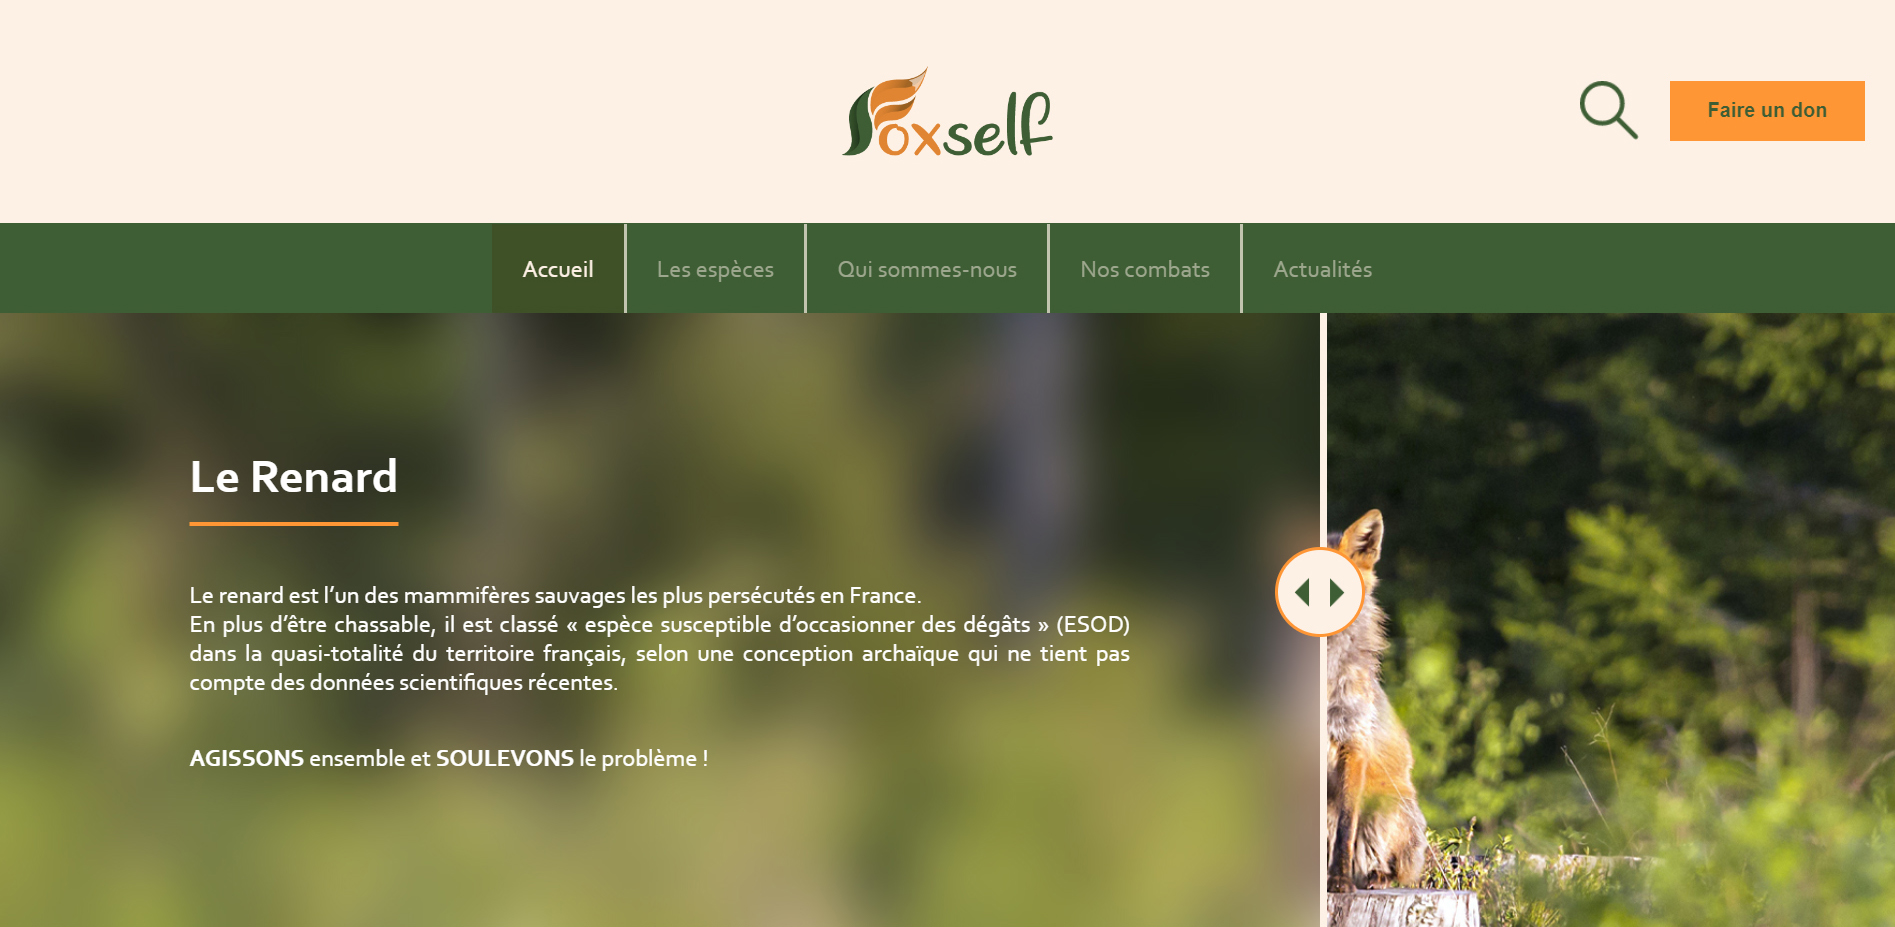 Foxself
Faire un don
Accueil
Les espèces
Qui sommes-nous
Nos combats
Actualités
Le Renard
Le renard est l’un des mammifères sauvages les plus persécutés en France.
En plus d’être chassable, il est classé « espèce susceptible d’occasionner des dégâts » (ESOD)
dans la quasi-totalité du territoire français, selon une conception archaïque qui ne tient pas
compte des données scientifiques récentes.
AGISSONS ensemble et SOULEVONS le problème !